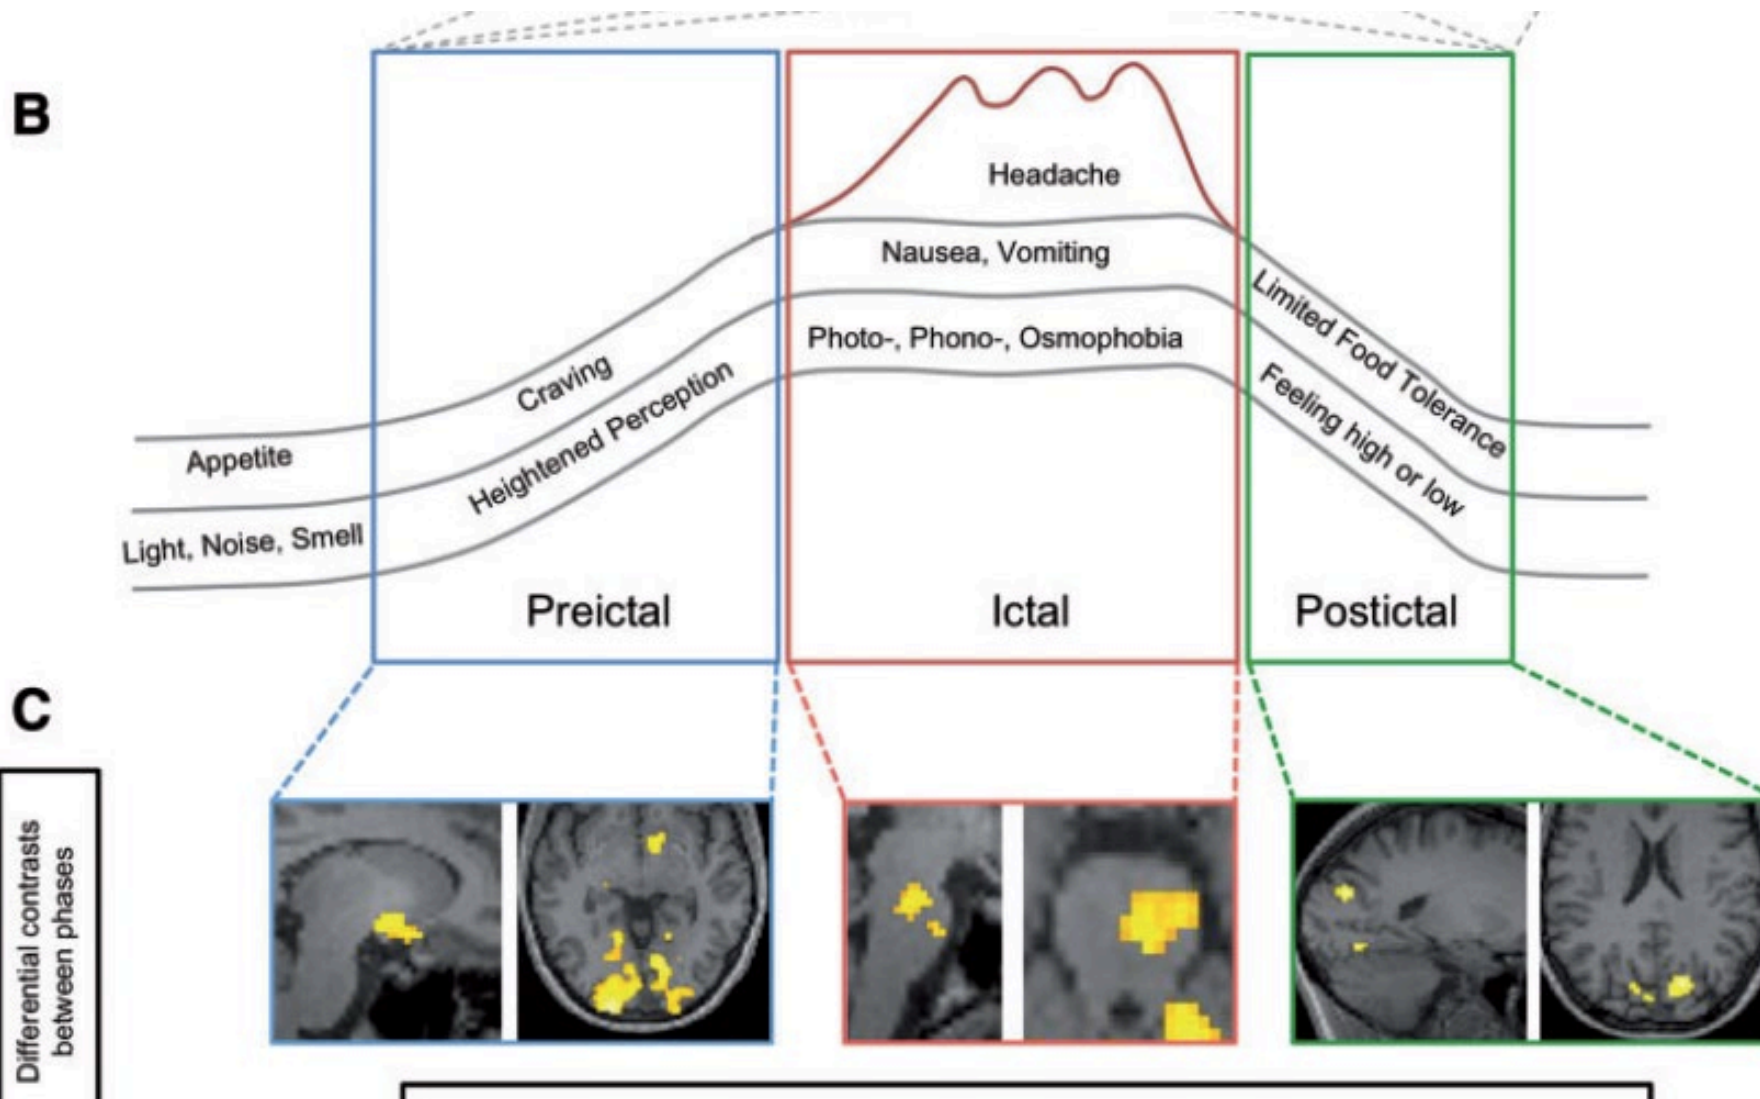 B
Headache
Nausea, Vomiting
Photo-, Phono-, Osmophobia
Limited Food Tolerance
Feeling high or low
Craving
Heightened Perception
Appetite
Light, Noise, Smell
Preictal
Ictal
Postictal
C
Differential contrasts
between phases